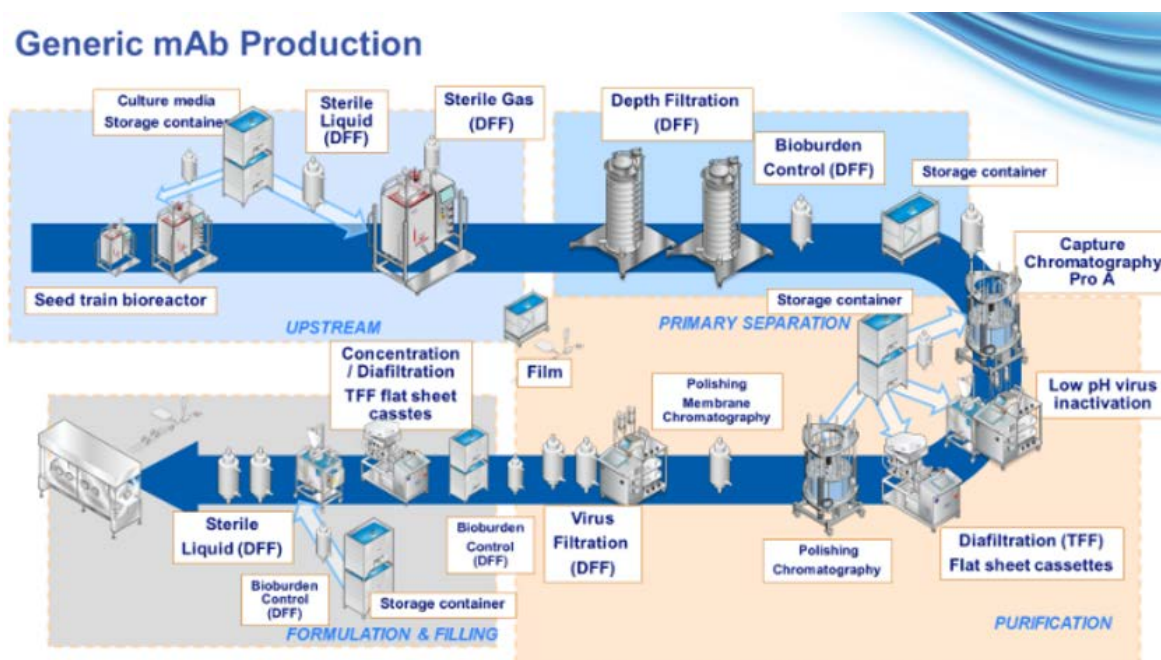 Generic mAb Production
Culture media
Storage container
Sterile
Liquid
(DFF)
Sterile Gas
(DFF)
Depth Filtration
(DFF)
Bioburden
Control (DFF)
Storage container
Capture
Chromatography
Pro A
Seed train bioreactor
UPSTREAM
PRIMARY SEPARATION
Storage container
Film
Concentration
/ Diafiltration
TFF flat sheet
casstes
Polishing
Membrane
Chromatography
Low pH virus
inactivation
Sterile
Liquid (DFF)
Bioburden
Control
(DFF)
Storage container
Bioburden
Control
(DFF)
Virus
Filtration
(DFF)
Polishing
Chromatography
Diafiltration (TFF)
Flat sheet cassettes
FORMULATION & FILLING
PURIFICATION